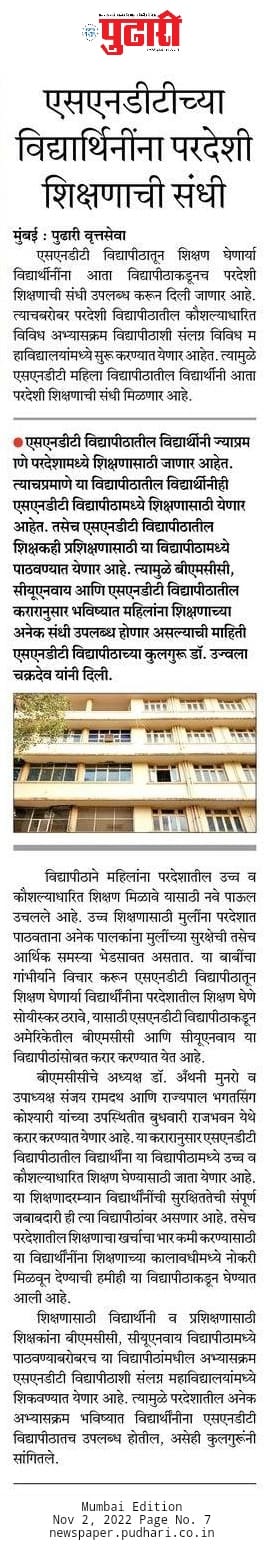 पुढारी
एसएनडीटीच्या
विद्यार्थिनींना परदेशी
शिक्षणाची संधी
मुंबई : पुढारी वृत्तसेवा
एसएनडीटी विद्यापीठातून शिक्षण घेणार्या
विद्यार्थीनींना आता विद्यापीठाकडूनच परदेशी
शिक्षणाची संधी उपलब्ध करून दिली जाणार आहे.
त्याचबरोबर परदेशी विद्यापीठातील कौसल्याधारित
विविध अभ्यासक्रम विद्यापीठाशी संलग्न विविध म
हाविद्यालयांमध्ये सुरू करण्यात येणार आहेत. त्यामुळे
एसएनडीटी महिला विद्यापीठातील विद्यार्थीनी आता
परदेशी शिक्षणाची संधी मिळणार आहे.
● एसएनडीटी विद्यापीठातील विद्यार्थीनी ज्याप्रम
ाणे परदेशामध्ये शिक्षणासाठी जाणार आहेत.
त्याचप्रमाणे या विद्यापीठातील विद्यार्थीनीही
एसएनडीटी विद्यापीठामध्ये शिक्षणासाठी येणार
आहेत. तसेच एसएनडीटी विद्यापीठातील
शिक्षकही प्रशिक्षणासाठी या विद्यापीठामध्ये
पाठवण्यात येणार आहे. त्यामुळे बीएमसीसी,
सीयूएनवाय आणि एसएनडीटी विद्यापीठातील
करारानुसार भविष्यात महिलांना शिक्षणाच्या
अनेक संधी उपलब्ध होणार असल्याची माहिती
एसएनडीटी विद्यापीठाच्या कुलगुरू डॉ. उज्वला
चक्रदेव यांनी दिली.
विद्यापीठाने महिलांना परदेशातील उच्च व
कौशल्याधारित शिक्षण मिळावे यासाठी नवे पाऊल
उचलले आहे. उच्च शिक्षणासाठी मुलींना परदेशात
पाठवताना अनेक पालकांना मुलींच्या सुरक्षेची तसेच
आर्थिक समस्या भेडसावत असतात. या बाबींचा
गांभीर्याने विचार करून एसएनडीटी विद्यापीठातून
शिक्षण घेणार्या विद्यार्थींनीना परदेशातील शिक्षण घेणे
सोयीस्कर ठरावे, यासाठी एसएनडीटी विद्यापीठाकडून
अमेरिकेतील बीएमसीसी आणि सीयूएनवाय या
विद्यापीठांसोबत करार करण्यात येत आहे.
बीएमसीसीचे अध्यक्ष डॉ. अँथनी मुनरो व
उपाध्यक्ष संजय रामदथ आणि राज्यपाल भगतसिंग
कोश्यारी यांच्या उपस्थितीत बुधवारी राजभवन येथे
करार करण्यात येणार आहे. या करारानुसार एसएनडीटी
विद्यापीठातील विद्यार्थींना या विद्यापीठामध्ये उच्च व
कौशल्याधारित शिक्षण घेण्यासाठी जाता येणार आहे.
या शिक्षणादरम्यान विद्यार्थीनींची सुरक्षिततेची संपूर्ण
जबाबदारी ही त्या विद्यापीठांवर असणार आहे. तसेच
परदेशातील शिक्षणाचा खर्चाचा भार कमी करण्यासाठी
या विद्यार्थींनींना शिक्षणाच्या कालावधीमध्ये नोकरी
मिळवून देण्याची हमीही या विद्यापीठाकडून घेण्यात
आली आहे.
शिक्षणासाठी विद्यार्थीनी व प्रशिक्षणासाठी
शिक्षकांना बीएमसीसी, सीयूएनवाय विद्यापीठामध्ये
पाठवण्याबरोबरच या विद्यापीठांमधील अभ्यासक्रम
एसएनडीटी विद्यापीठाशी संलग्न महाविद्यालयांमध्ये
शिकवण्यात येणार आहे. त्यामुळे परदेशातील अनेक
अभ्यासक्रम भविष्यात विद्यार्थींनीना एसएनडीटी
विद्यापीठातच उपलब्ध होतील, असेही कुलगुरूंनी
सांगितले.
Mumbai Edition
Nov 2, 2022 Page No. 7
newspaper.pudhari.co.in